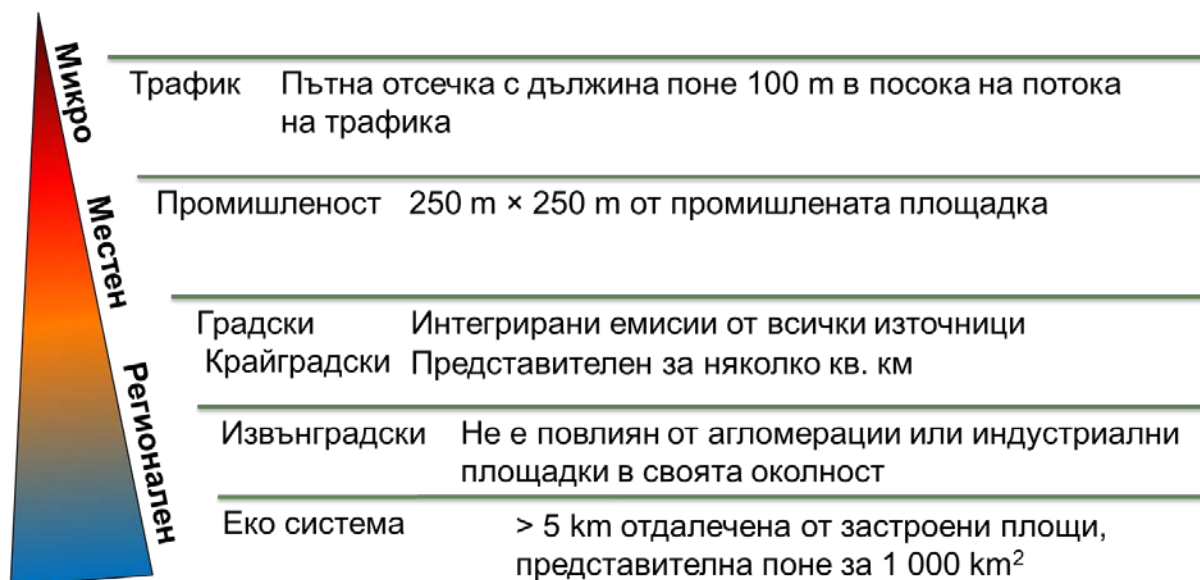 Микро
Трафик Пътна отсечка с дължина поне 100 m в посока на потока
на трафика
Местен
Промишленост 250 m × 250 m от промишлената площадка
Градски Интегрирани емисии от всички източници
Крайградски Представителен за няколко кв. км
Регионален
Извънградски Не е повлиян от агломерации или индустриални
площадки в своята околност
Еко система > 5 km отдалечена от застроени площи,
представителна поне за 1 000 km²